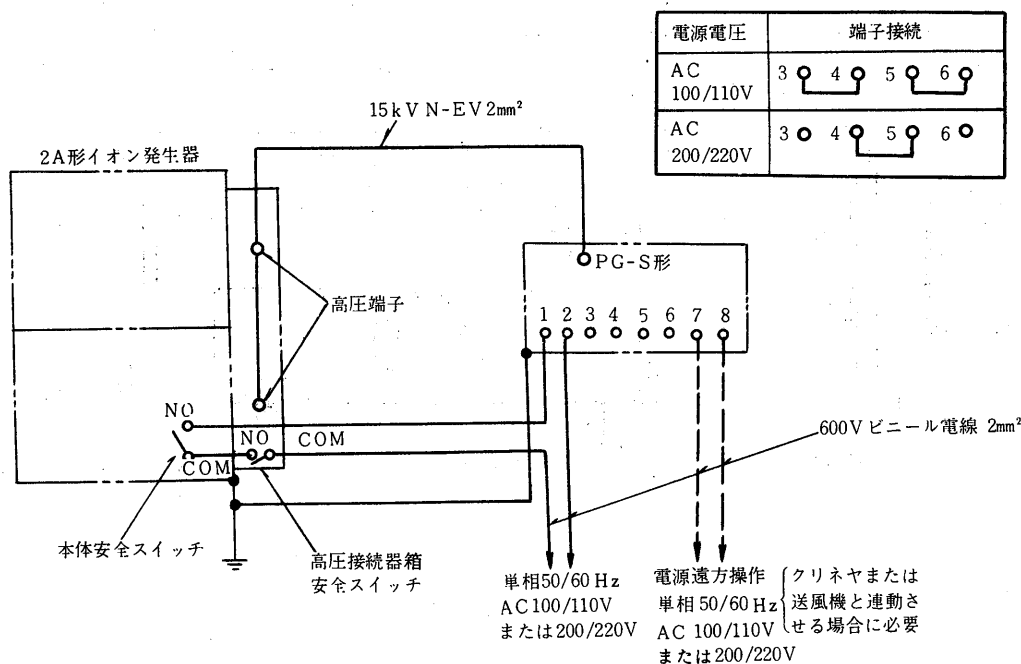 電源電圧 端子接続
AC
100/110V
3 4 5 6
AC
200/220V
3 4 5 6
15kV N-EV2mm²
2A形イオン発生器
PG-S形
高圧端子
1 2 3 4 5 6 7 8
NO
NO COM
COM
600Vビニール電線 2mm²
本体安全スイッチ
高圧接続器箱
安全スイッチ
単相50/60Hz
AC100/110V
または200/220V
電源遠方操作
単相50/60Hz
AC 100/110V
または200/220V
クリネヤまたは
送風機と連動さ
せる場合に必要